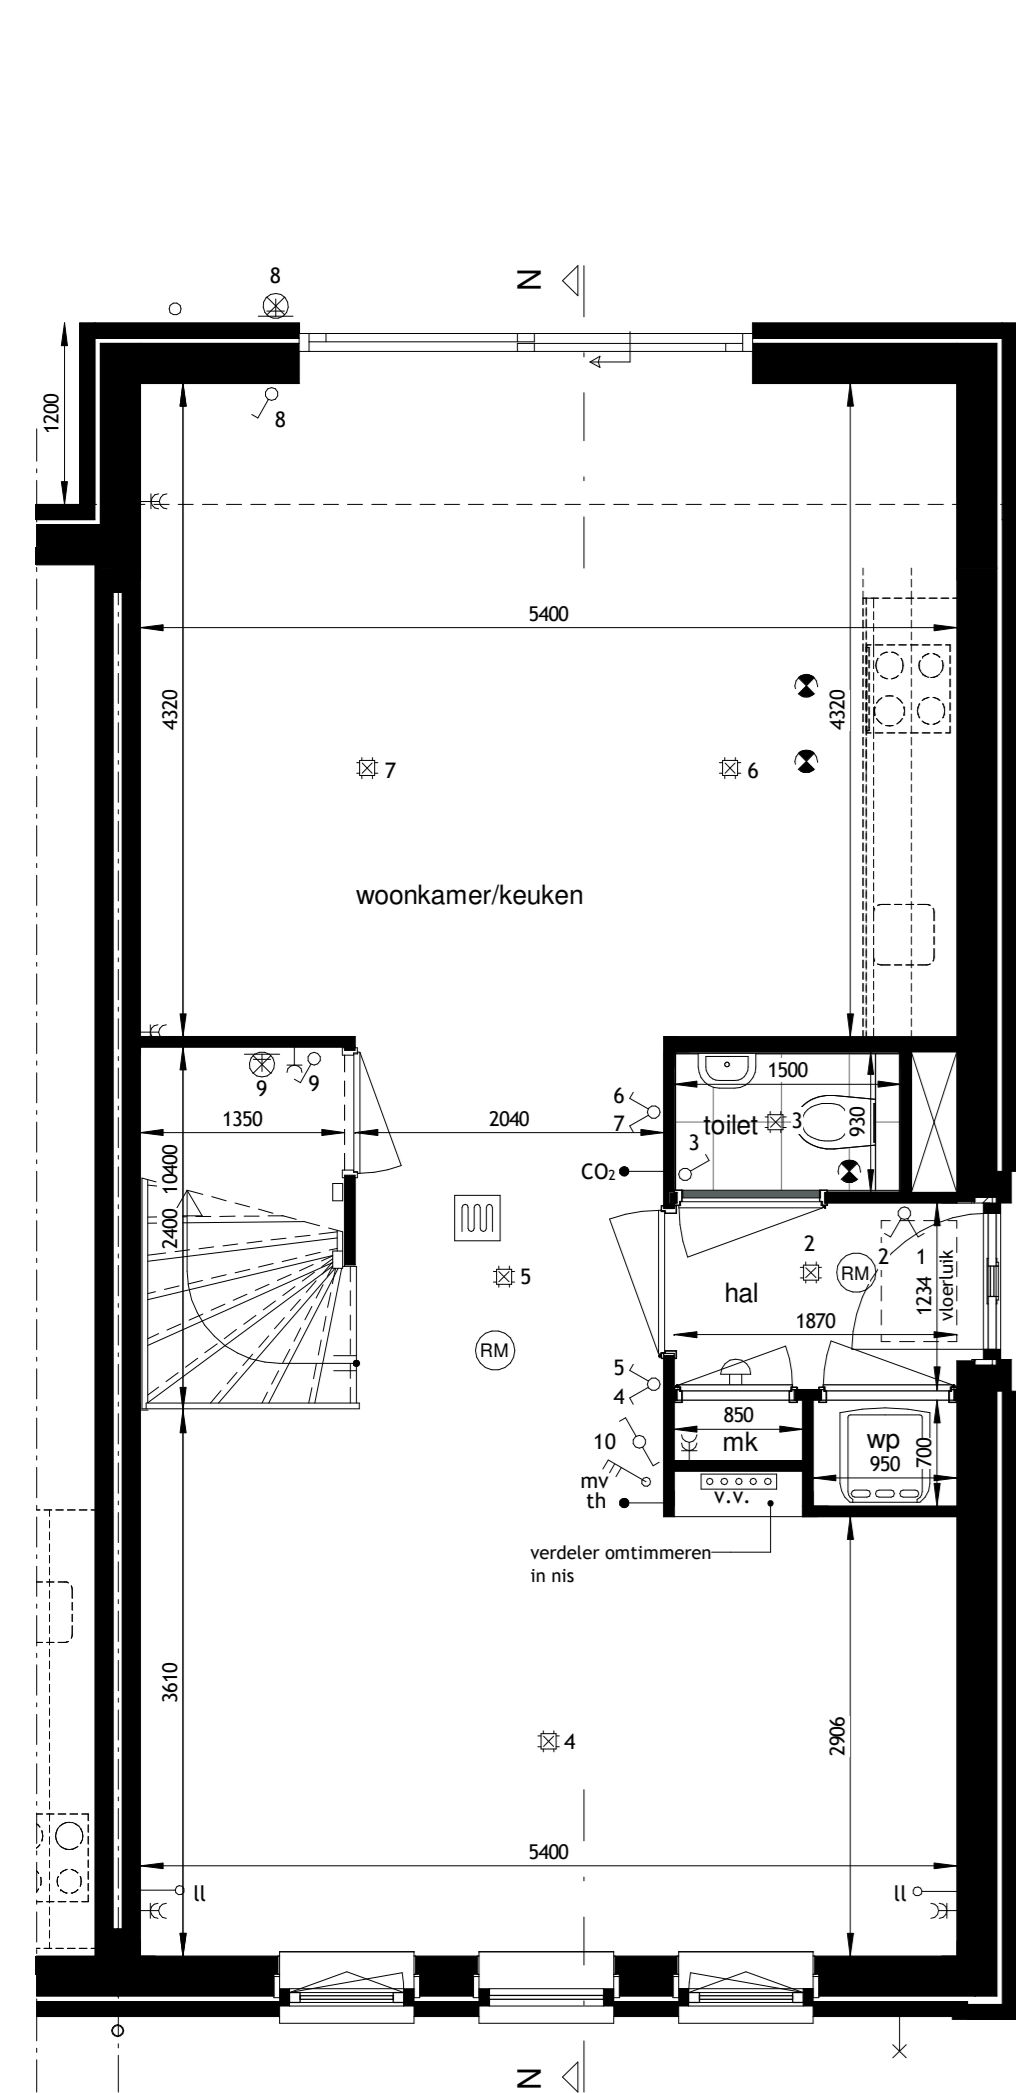 8
N
8
1200
5400
4320
4320
7
6
woonkamer/keuken
9
9
1350
2040
6
7
1500
toilet
3
930
3
CO₂
10400
2400
5
2
RM
2
1
hal
1234
vloerluik
1870
RM
5
4
850
mk
wp
950
700
10
mv
th
v.v.
verdeler omtimmeren
in nis
3610
4
2906
5400
ll
ll
N